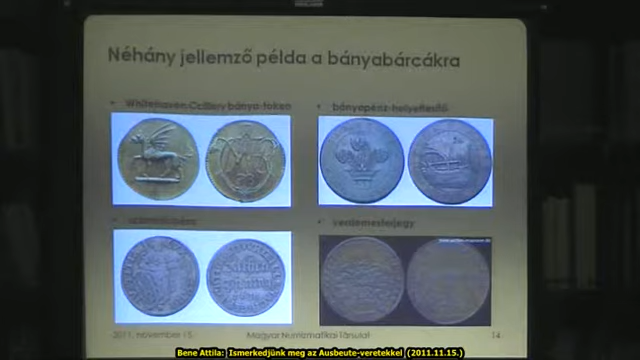 Néhány jellemző példa a bányabárcákra
• Whitehaven Colliery bánya token
• bányapénz-helyettesítő
• verdemesterjegy
2011. november 15.
Magyar Numizmatikai Társulat
14
Bene Attila: Ismerkedjünk meg az Ausbeute-veretekkel (2011.11.15.)